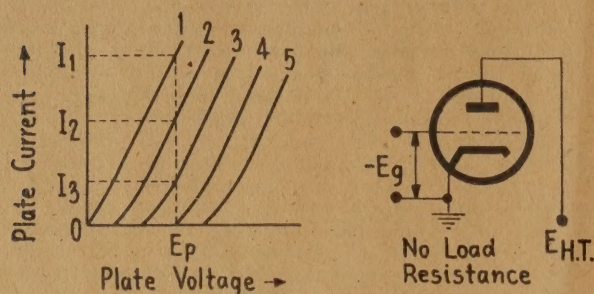 Plate Current →
I1
I2
I3
0
1 2 3 4 5
Ep
Plate Voltage →
-Eg
No Load
Resistance
EH.T.